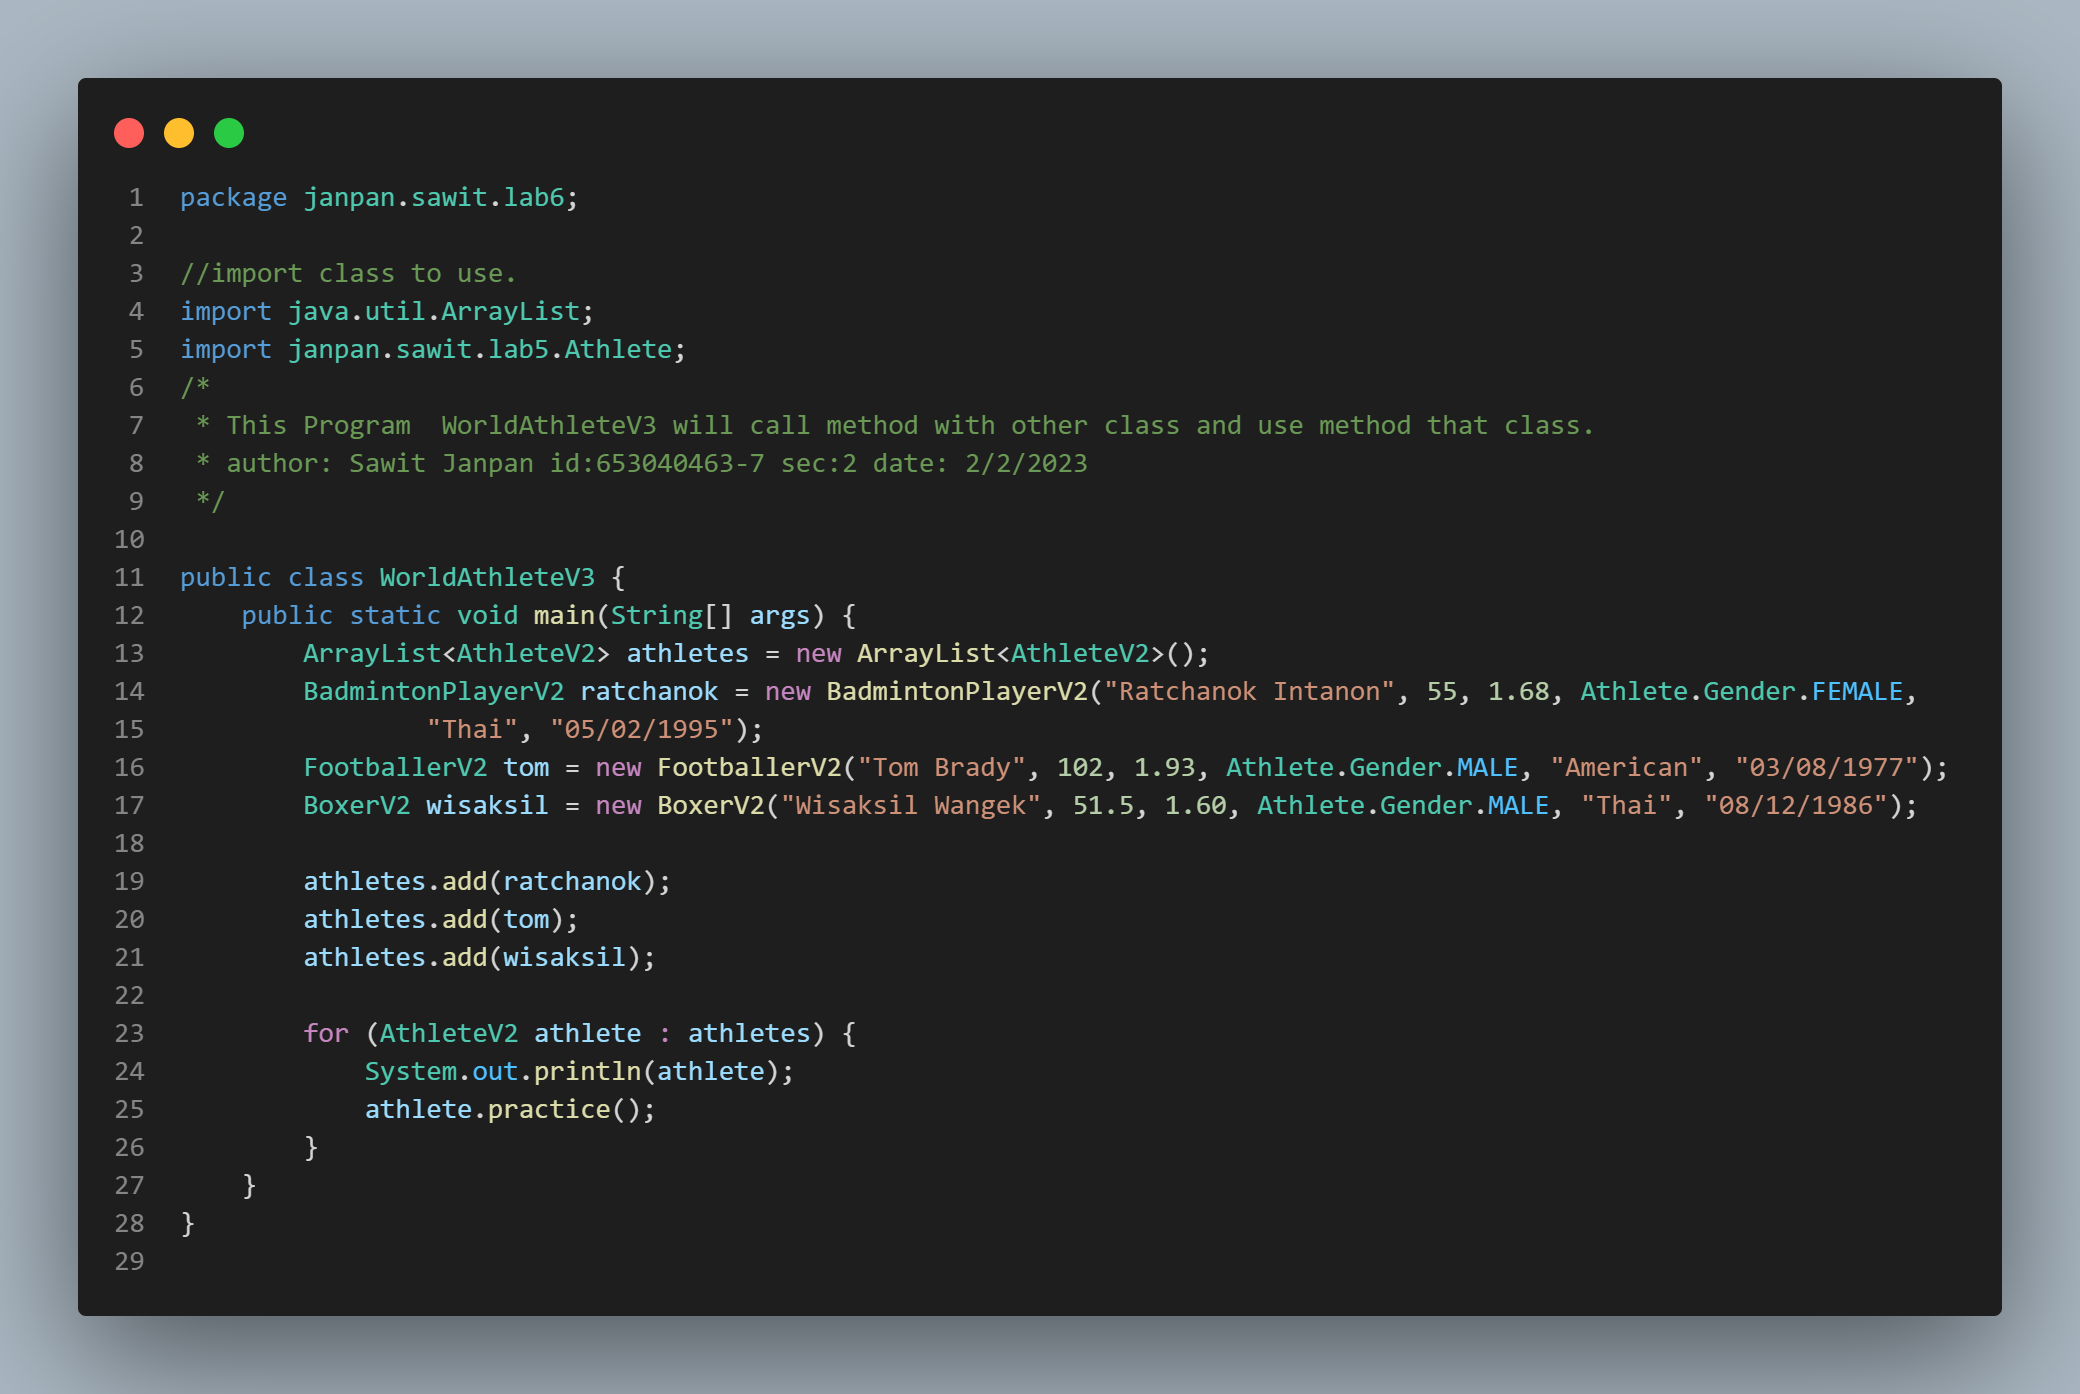 1 package janpan.sawit.lab6;
2
3 //import class to use.
4 import java.util.ArrayList;
5 import janpan.sawit.lab5.Athlete;
6 /*
7  * This Program  WorldAthleteV3 will call method with other class and use method that class.
8  * author: Sawit Janpan id:653040463-7 sec:2 date: 2/2/2023
9  */
10
11 public class WorldAthleteV3 {
12     public static void main(String[] args) {
13         ArrayList<AthleteV2> athletes = new ArrayList<AthleteV2>();
14         BadmintonPlayerV2 ratchanok = new BadmintonPlayerV2("Ratchanok Intanon", 55, 1.68, Athlete.Gender.FEMALE,
15                 "Thai", "05/02/1995");
16         FootballerV2 tom = new FootballerV2("Tom Brady", 102, 1.93, Athlete.Gender.MALE, "American", "03/08/1977");
17         BoxerV2 wisaksil = new BoxerV2("Wisaksil Wangek", 51.5, 1.60, Athlete.Gender.MALE, "Thai", "08/12/1986");
18
19         athletes.add(ratchanok);
20         athletes.add(tom);
21         athletes.add(wisaksil);
22
23         for (AthleteV2 athlete : athletes) {
24             System.out.println(athlete);
25             athlete.practice();
26         }
27     }
28 }
29